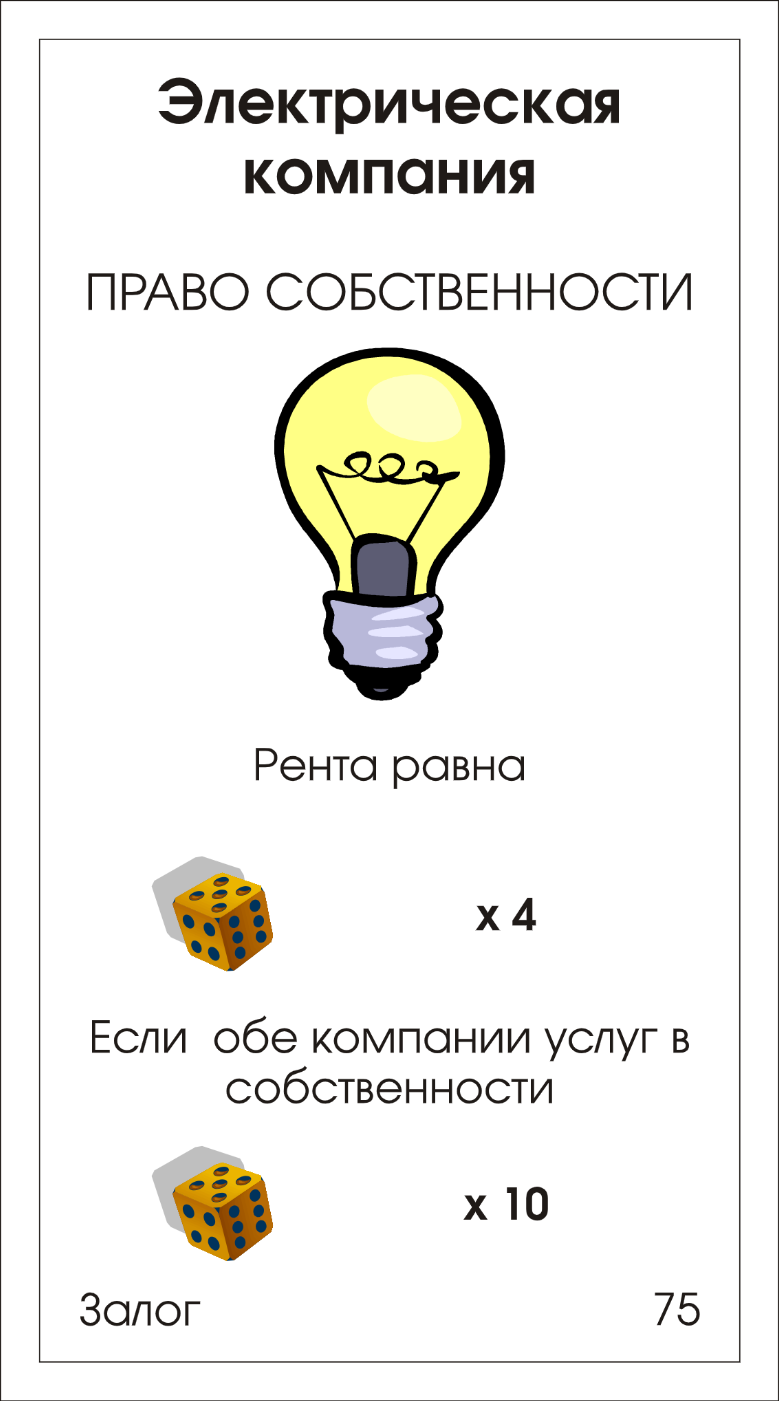 Электрическая
компания
ПРАВО СОБСТВЕННОСТИ
Рента равна
x 4
Если обе компании услуг в
собственности
x 10
Залог 75